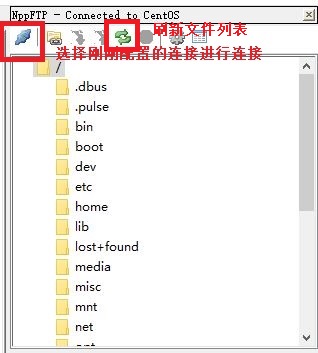 NppFTP - Connected to CentOS
刷新文件列表
选择刚刚配置的连接进行连接
/
.dbus
.pulse
bin
boot
dev
etc
home
lib
lost+found
media
misc
mnt
net